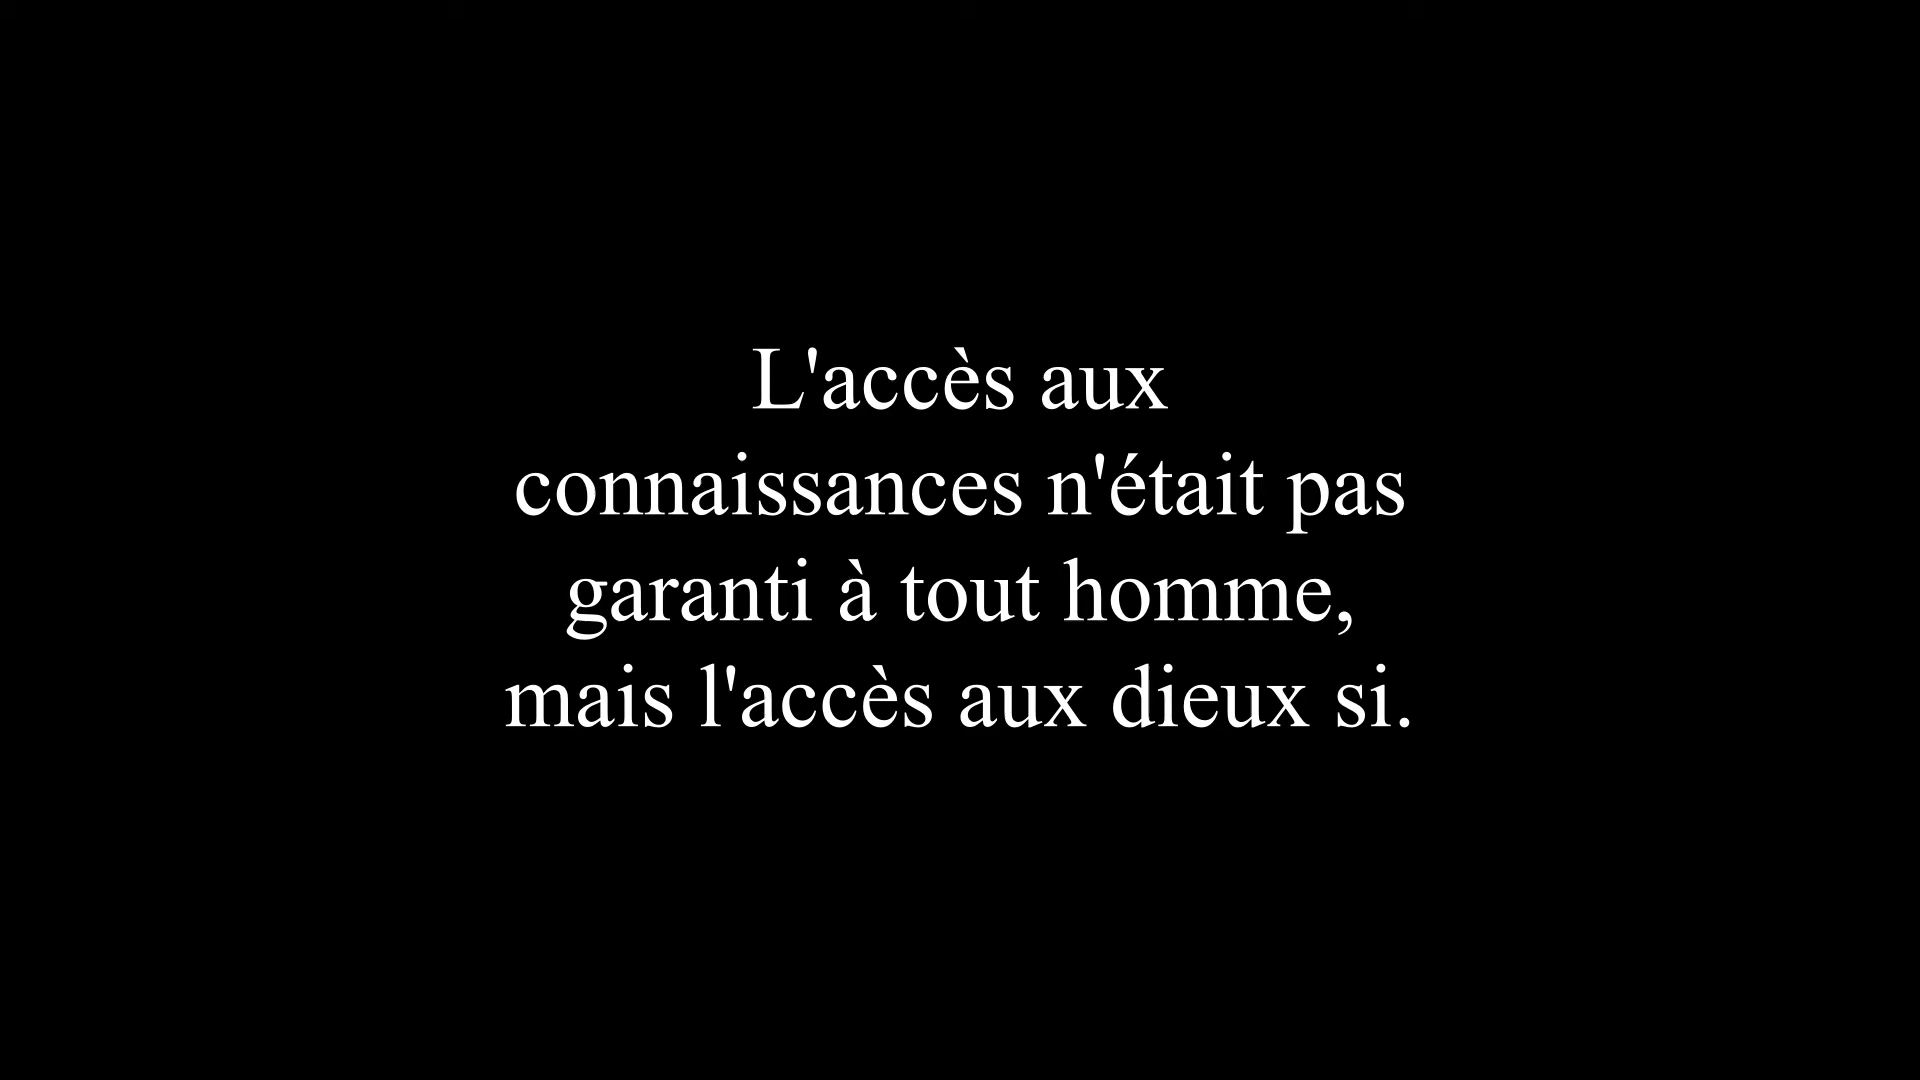 L'accès aux
connaissances n'était pas
garanti à tout homme,
mais l'accès aux dieux si.